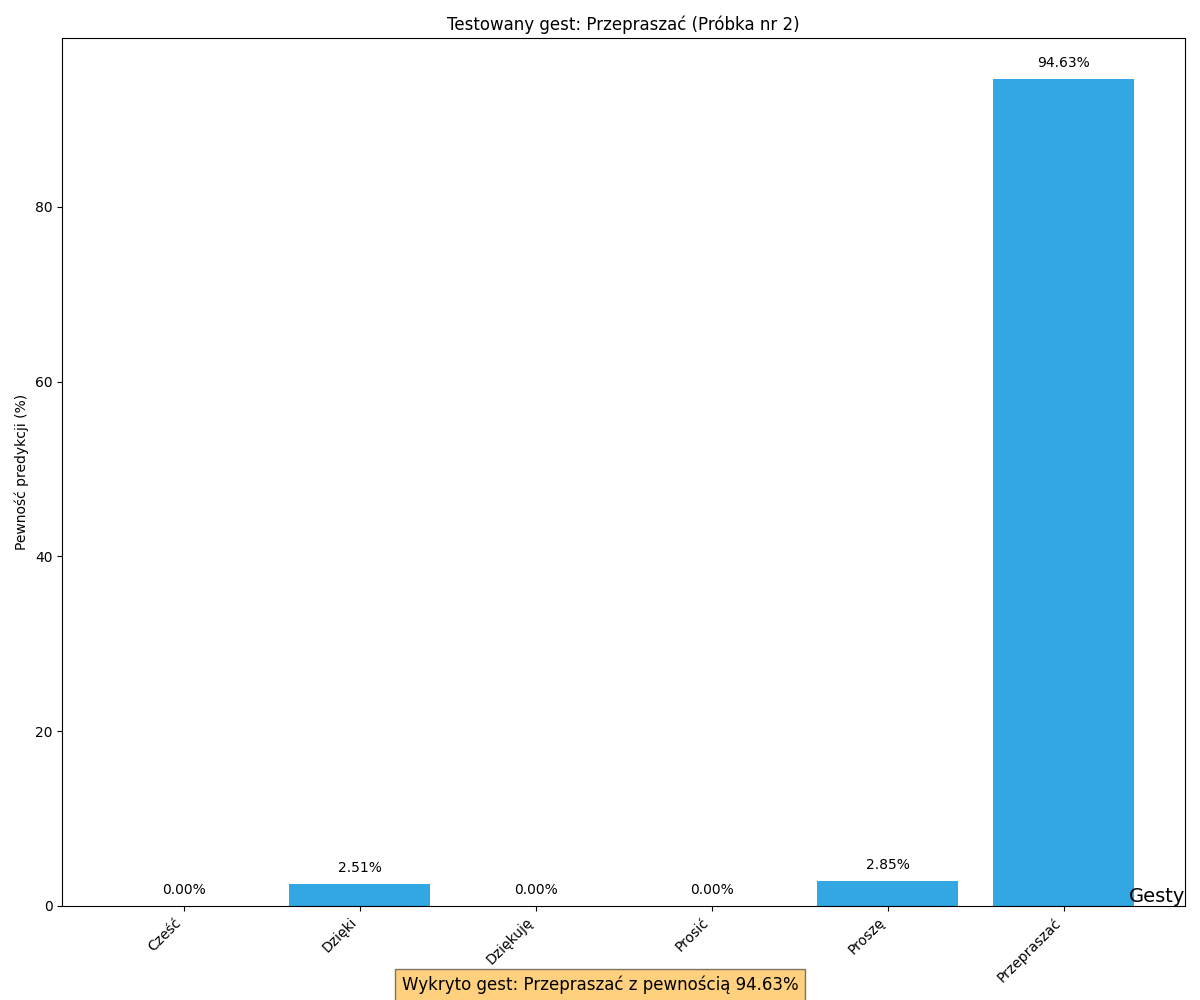 Testowany gest: Przepraszać (Próbka nr 2)
94.63%
80
60
Pewność predykcji (%)
40
20
2.51%
2.85%
0.00%
0.00%
0.00%
0
Gesty
Cześć
Dzięki
Dziękuję
Prosić
Proszę
Przepraszać
Wykryto gest: Przepraszać z pewnością 94.63%